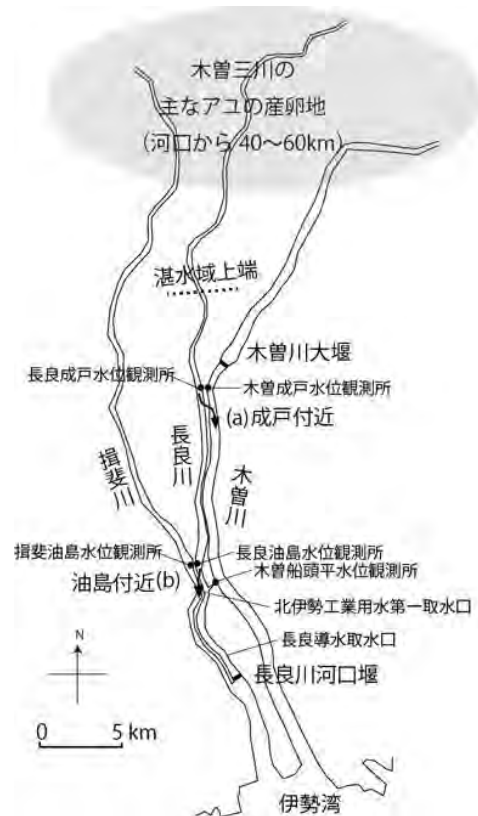 木曽三川の
主なアユの産卵地
(河口から 40～60km)
湛水域上端
木曽川大堰
長良成戸水位観測所
木曽成戸水位観測所
(a)成戸付近
長良川
揖斐川
木曽川
揖斐油島水位観測所
長良油島水位観測所
木曽船頭平水位観測所
油島付近(b)
北伊勢工業用水第一取水口
長良導水取水口
長良川河口堰
N
0 5 km
伊勢湾